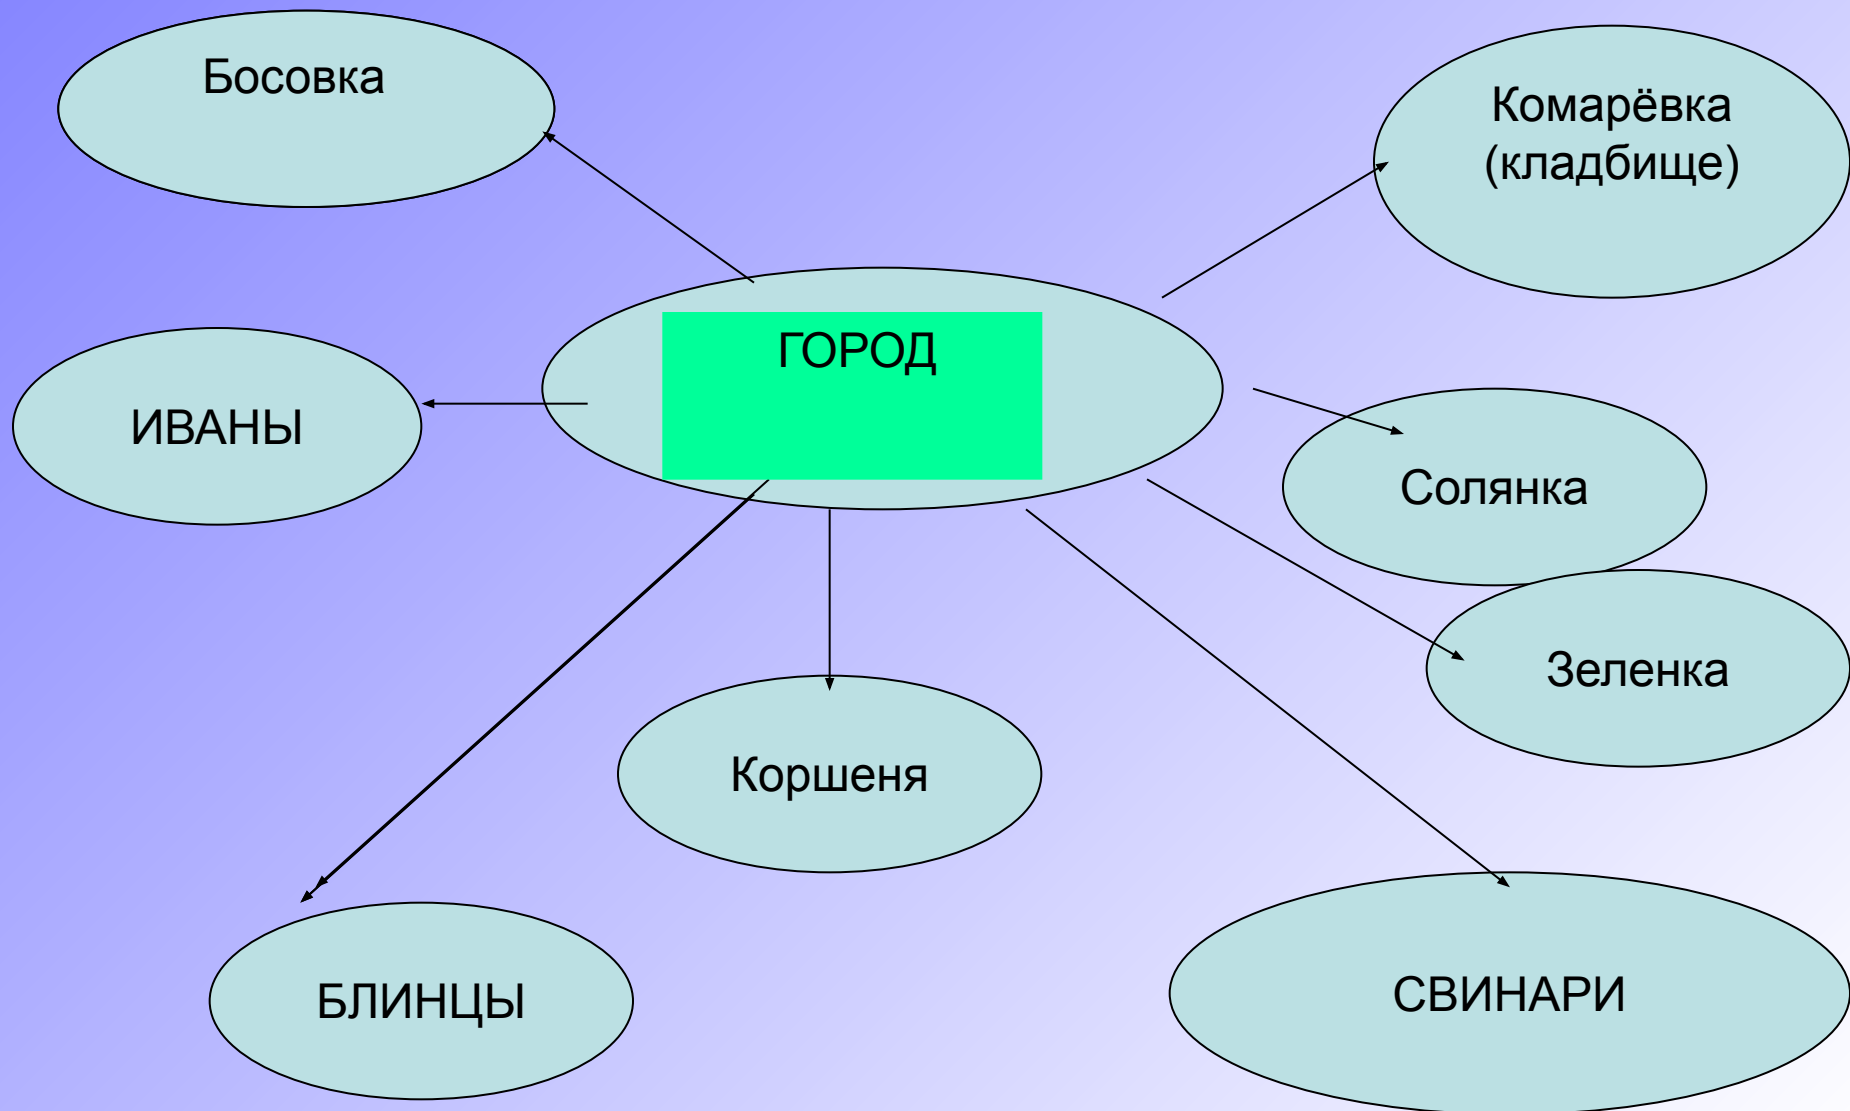 Босовка
Комарёвка
(кладбище)
ГОРОД
ИВАНЫ
Солянка
Зеленка
Коршеня
БЛИНЦЫ
СВИНАРИ